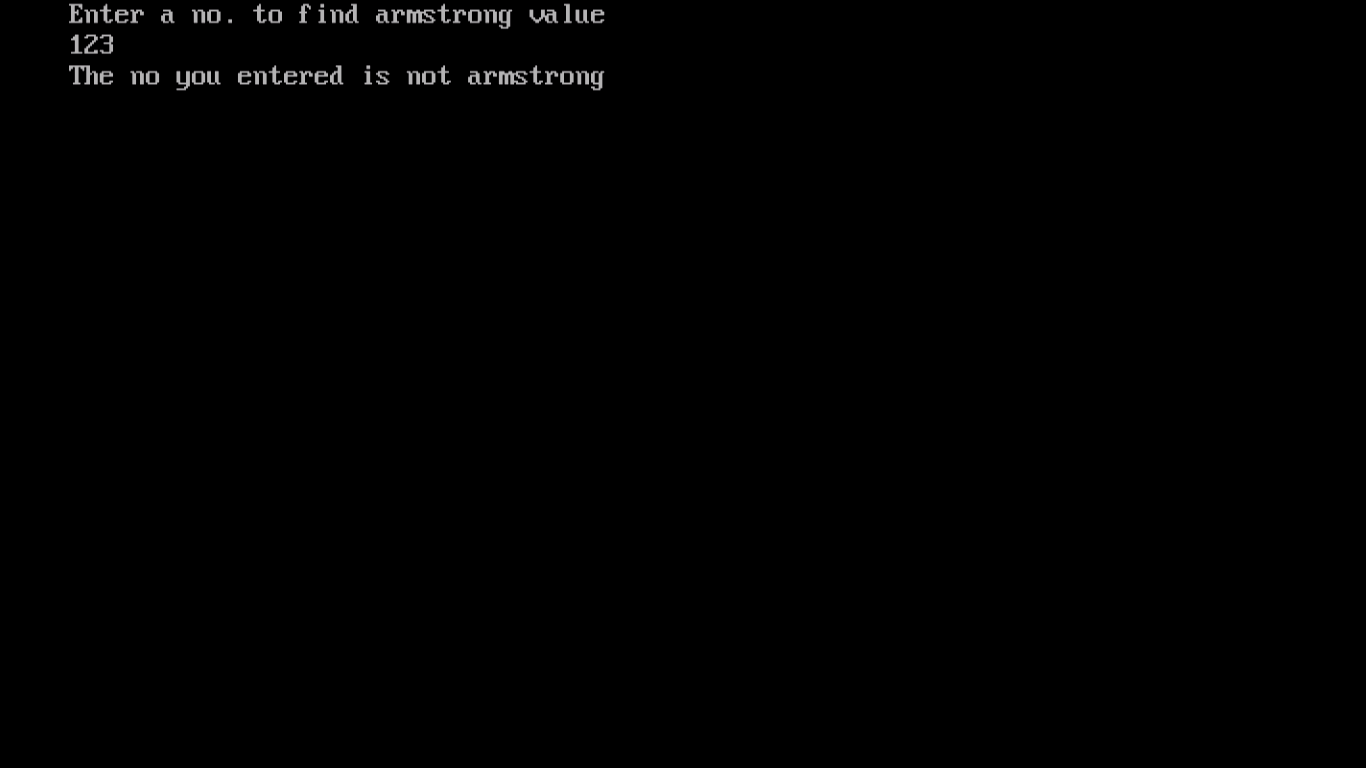 Enter a no. to find armstrong value
123
The no you entered is not armstrong